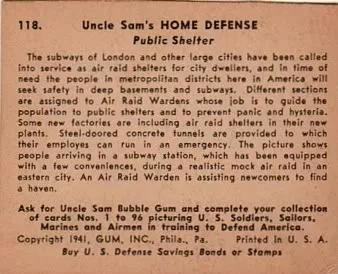 118. Uncle Sam's HOME DEFENSE
Public Shelter
The subways of London and other large cities have been called
into service as air raid shelters for city dwellers, and in time of
need the people in metropolitan districts here in America will
seek safety in deep basements and subways. Different sections
are assigned to Air Raid Wardens whose job is to guide the
population to public shelters and to prevent panic and hysteria.
Some new factories are including air raid shelters in their new
plants. Steel-doored concrete tunnels are provided to which
their employes can run in an emergency. The picture shows
people arriving in a subway station, which has been equipped
with a few conveniences, during a realistic mock air raid in an
eastern city. An Air Raid Warden is assisting newcomers to find
a haven.
Ask for Uncle Sam Bubble Gum and complete your collection
of cards Nos. 1 to 96 picturing U. S. Soldiers, Sailors,
Marines and Airmen in training to Defend America.
Copyright 1941, GUM, INC., Phila., Pa. Printed in U. S. A.
Buy U. S. Defense Savings Bonds or Stamps